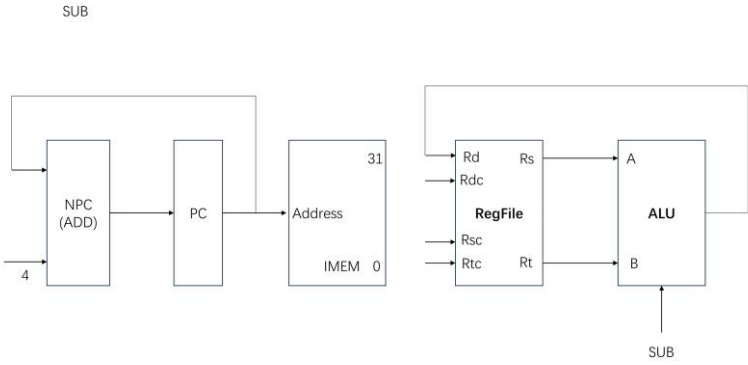 SUB
NPC
(ADD)
4
PC
31
Address
IMEM 0
Rd
Rs
Rdc
RegFile
Rsc
Rtc
Rt
A
ALU
B
SUB